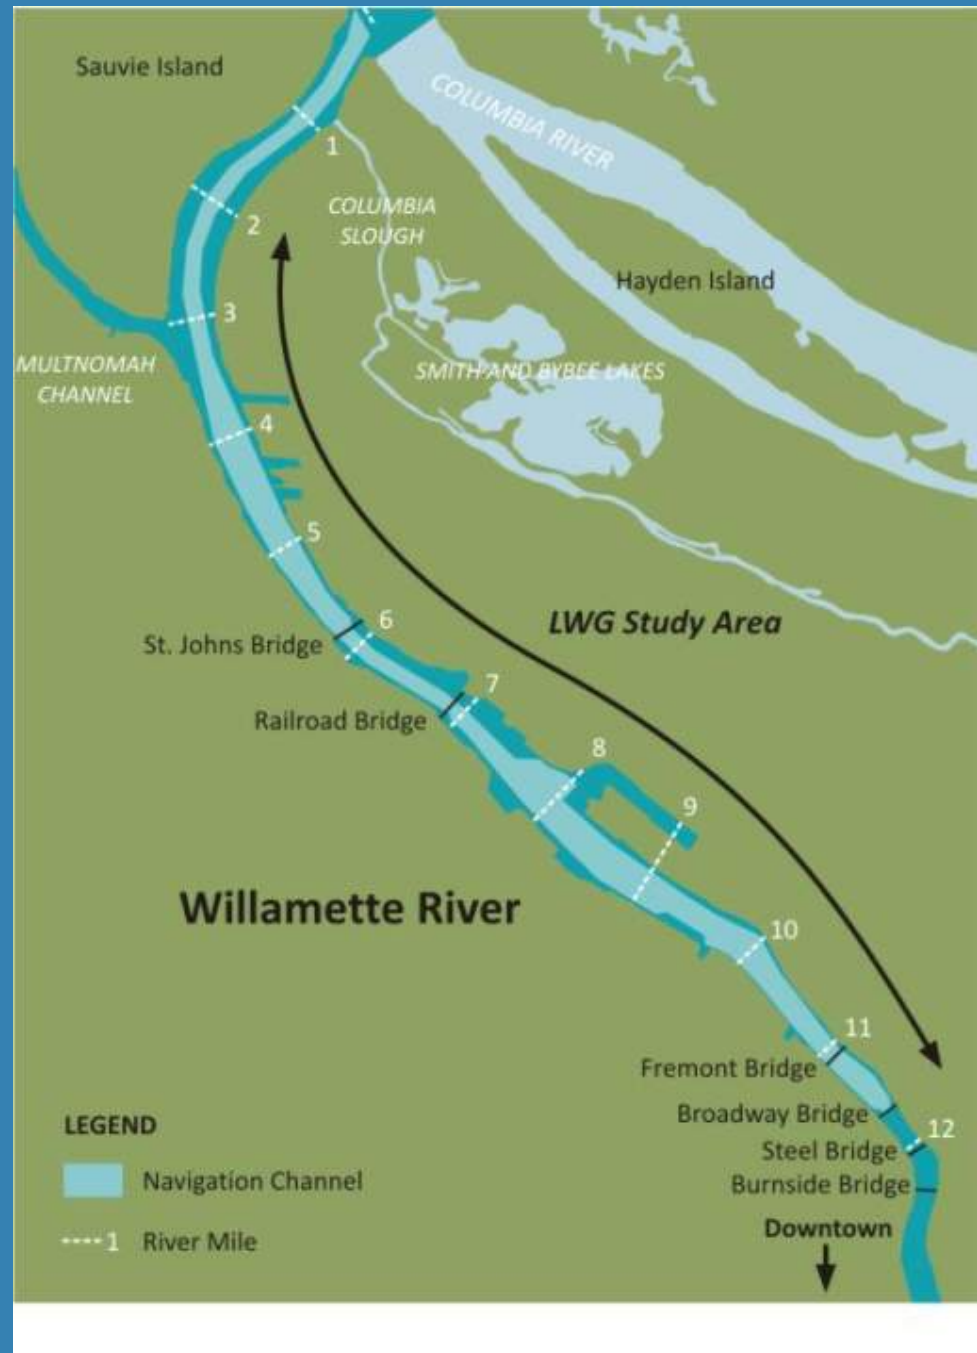 Sauvie Island
COLUMBIA RIVER
1
COLUMBIA
SLOUGH
2
Hayden Island
3
MULTNOMAH
CHANNEL
SMITH AND BYBEE LAKES
4
5
LWG Study Area
6
St. Johns Bridge
7
Railroad Bridge
8
9
Willamette River
10
11
Fremont Bridge
Broadway Bridge
12
Steel Bridge
Burnside Bridge
Downtown
LEGEND
Navigation Channel
1 River Mile